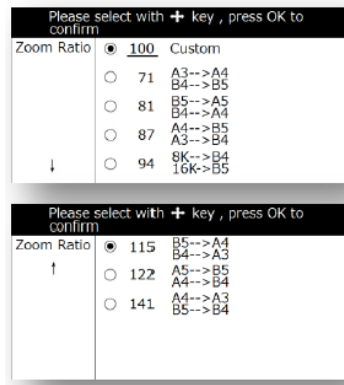 Please select with + key , press OK to
confirm
Zoom Ratio
100 Custom
71 A3-->A4
B4-->B5
81 B5-->A5
B4-->A4
87 A4-->B5
A3-->B4
94 8K-->B4
16K->B5
↓
Please select with + key , press OK to
confirm
Zoom Ratio
↑
115 B5-->A4
B4-->A3
122 A5-->B5
A4-->B4
141 A4-->A3
B5-->B4